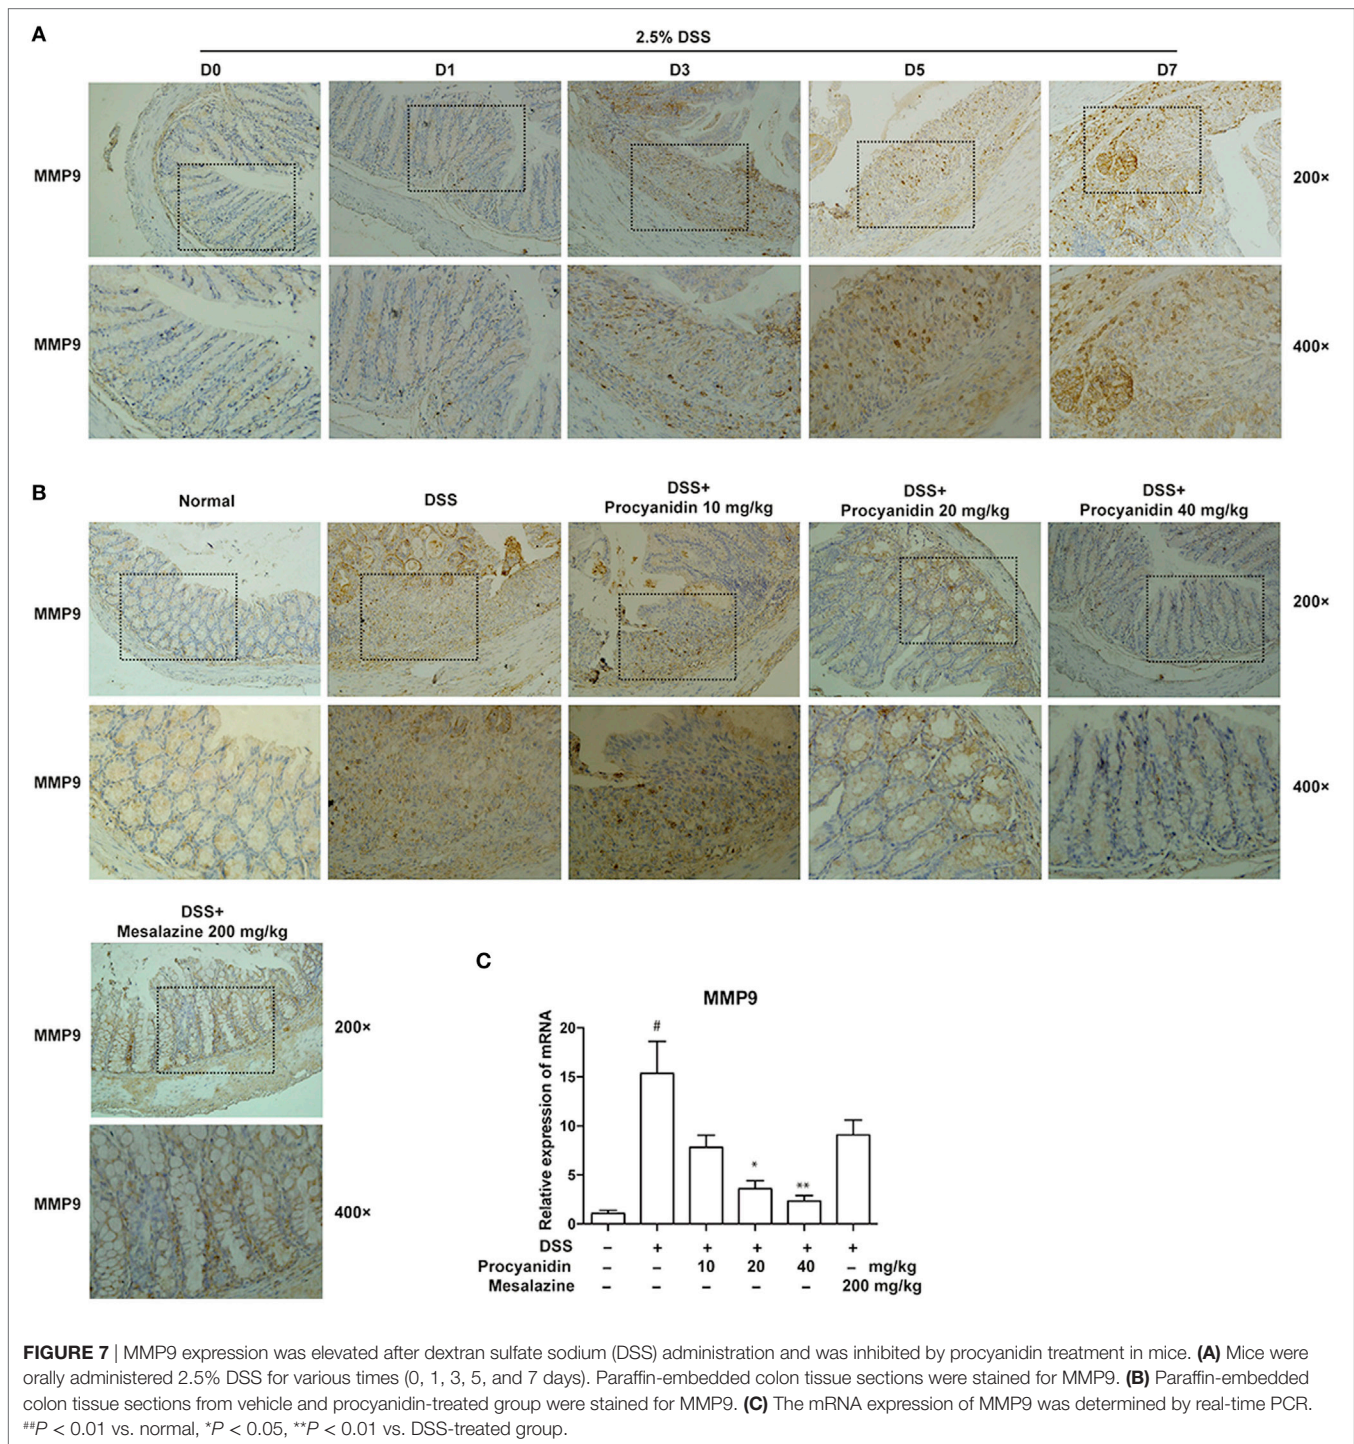 A
2.5% DSS
D0 D1 D3 D5 D7
MMP9 200×
MMP9 400×
B
Normal DSS DSS+ Procyanidin 10 mg/kg DSS+ Procyanidin 20 mg/kg DSS+ Procyanidin 40 mg/kg
MMP9 200×
MMP9 400×
DSS+
Mesalazine 200 mg/kg
MMP9 200×
MMP9 400×
C
MMP9
Relative expression of mRNA
20
15
10
5
0
#
*
**
DSS – + + + + +
Procyanidin – – 10 20 40 – mg/kg
Mesalazine – – – – – 200 mg/kg
FIGURE 7 | MMP9 expression was elevated after dextran sulfate sodium (DSS) administration and was inhibited by procyanidin treatment in mice. (A) Mice were
orally administered 2.5% DSS for various times (0, 1, 3, 5, and 7 days). Paraffin-embedded colon tissue sections were stained for MMP9. (B) Paraffin-embedded
colon tissue sections from vehicle and procyanidin-treated group were stained for MMP9. (C) The mRNA expression of MMP9 was determined by real-time PCR.
##P < 0.01 vs. normal, *P < 0.05, **P < 0.01 vs. DSS-treated group.